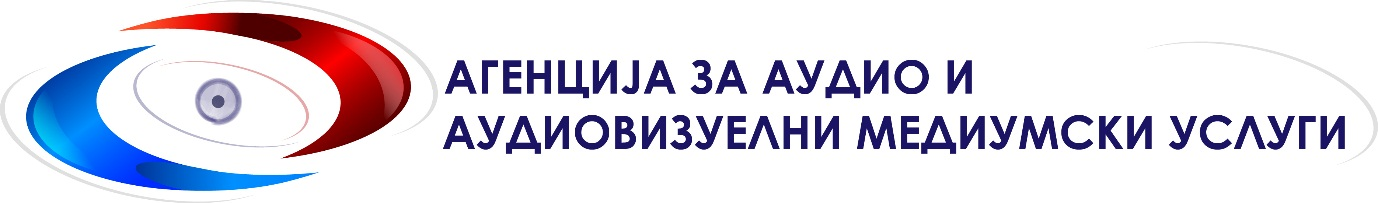 АГЕНЦИЈА ЗА АУДИО И
АУДИОВИЗУЕЛНИ МЕДИУМСКИ УСЛУГИ